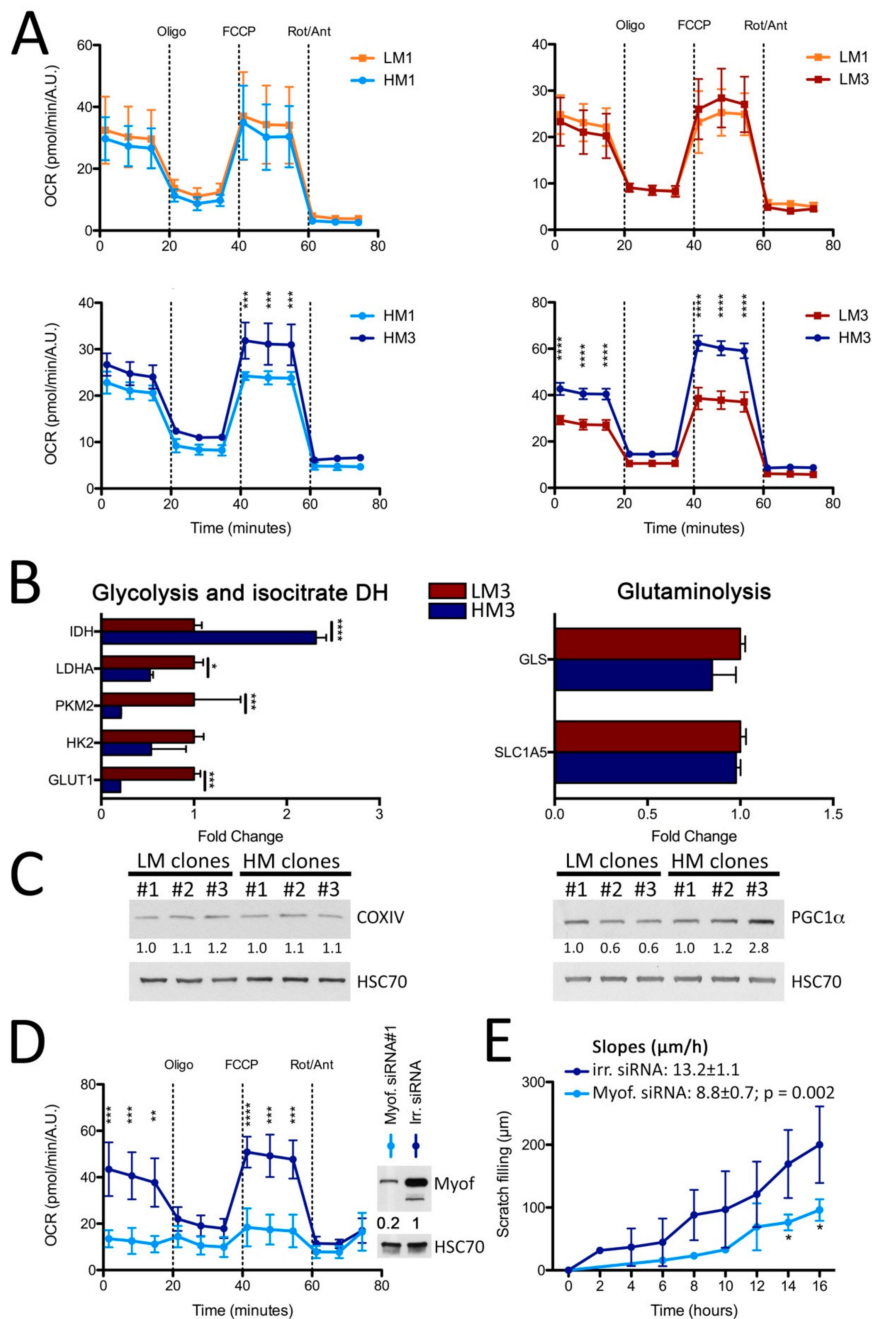 A
Oligo FCCP Rot/Ant
OCR (pmol/min/A.U.)
60
40
20
0
0 20 40 60 80
LM1
HM1
Oligo FCCP Rot/Ant
40
30
20
10
0
0 20 40 60 80
LM1
LM3
OCR (pmol/min/A.U.)
40
30
20
10
0
0 20 40 60 80
Time (minutes)
*** *** ***
HM1
HM3
80
60
40
20
0
0 20 40 60 80
Time (minutes)
**** **** **** **** **** ****
LM3
HM3
B
Glycolysis and isocitrate DH
IDH
LDHA
PKM2
HK2
GLUT1
****
*
***
***
0 1 2 3
Fold Change
LM3
HM3
Glutaminolysis
GLS
SLC1A5
0.0 0.5 1.0 1.5
Fold Change
C
LM clones HM clones
#1 #2 #3 #1 #2 #3
COXIV
1.0 1.1 1.2 1.0 1.1 1.1
HSC70
LM clones HM clones
#1 #2 #3 #1 #2 #3
PGC1α
1.0 0.6 0.6 1.0 1.2 2.8
HSC70
D
Oligo FCCP Rot/Ant
OCR (pmol/min/A.U.)
80
60
40
20
0
0 20 40 60 80
Time (minutes)
*** *** ** **** *** ***
Myof. siRNA#1
Irr. siRNA
Myof
0.2 1
HSC70
E
Slopes (µm/h)
irr. siRNA: 13.2±1.1
Myof. siRNA: 8.8±0.7; p = 0.002
Scratch filling (µm)
300
200
100
0
* *
0 2 4 6 8 10 12 14 16
Time (hours)